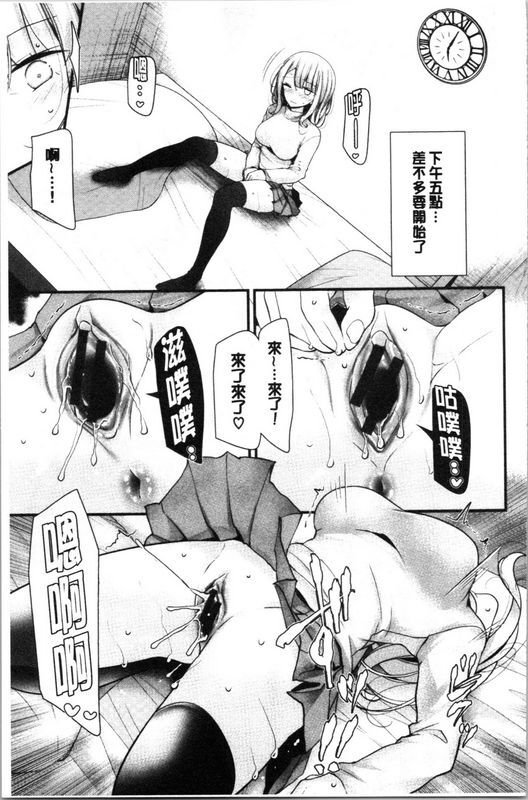 下午五點…
差不多要開始了
呼ー♡
嗯…♡
啊～…！
咕噗噗…♡
來～…來了！
來了來了♡
滋噗噗…
嗯啊啊啊♡♡